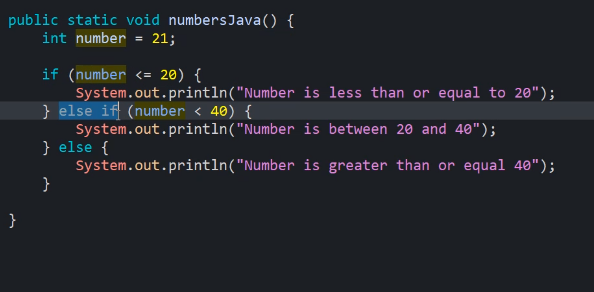 public static void numbersJava() {
    int number = 21;

    if (number <= 20) {
        System.out.println("Number is less than or equal to 20");
    } else if (number < 40) {
        System.out.println("Number is between 20 and 40");
    } else {
        System.out.println("Number is greater than or equal 40");
    }

}